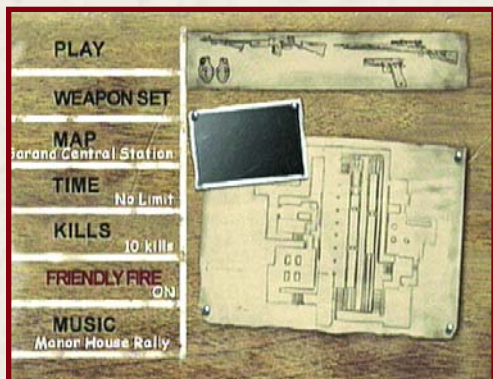 PLAY
WEAPON SET
MAP
Garana Central Station
TIME
No Limit
KILLS
10 kills
FRIENDLY FIRE
ON
MUSIC
Manor House Rally